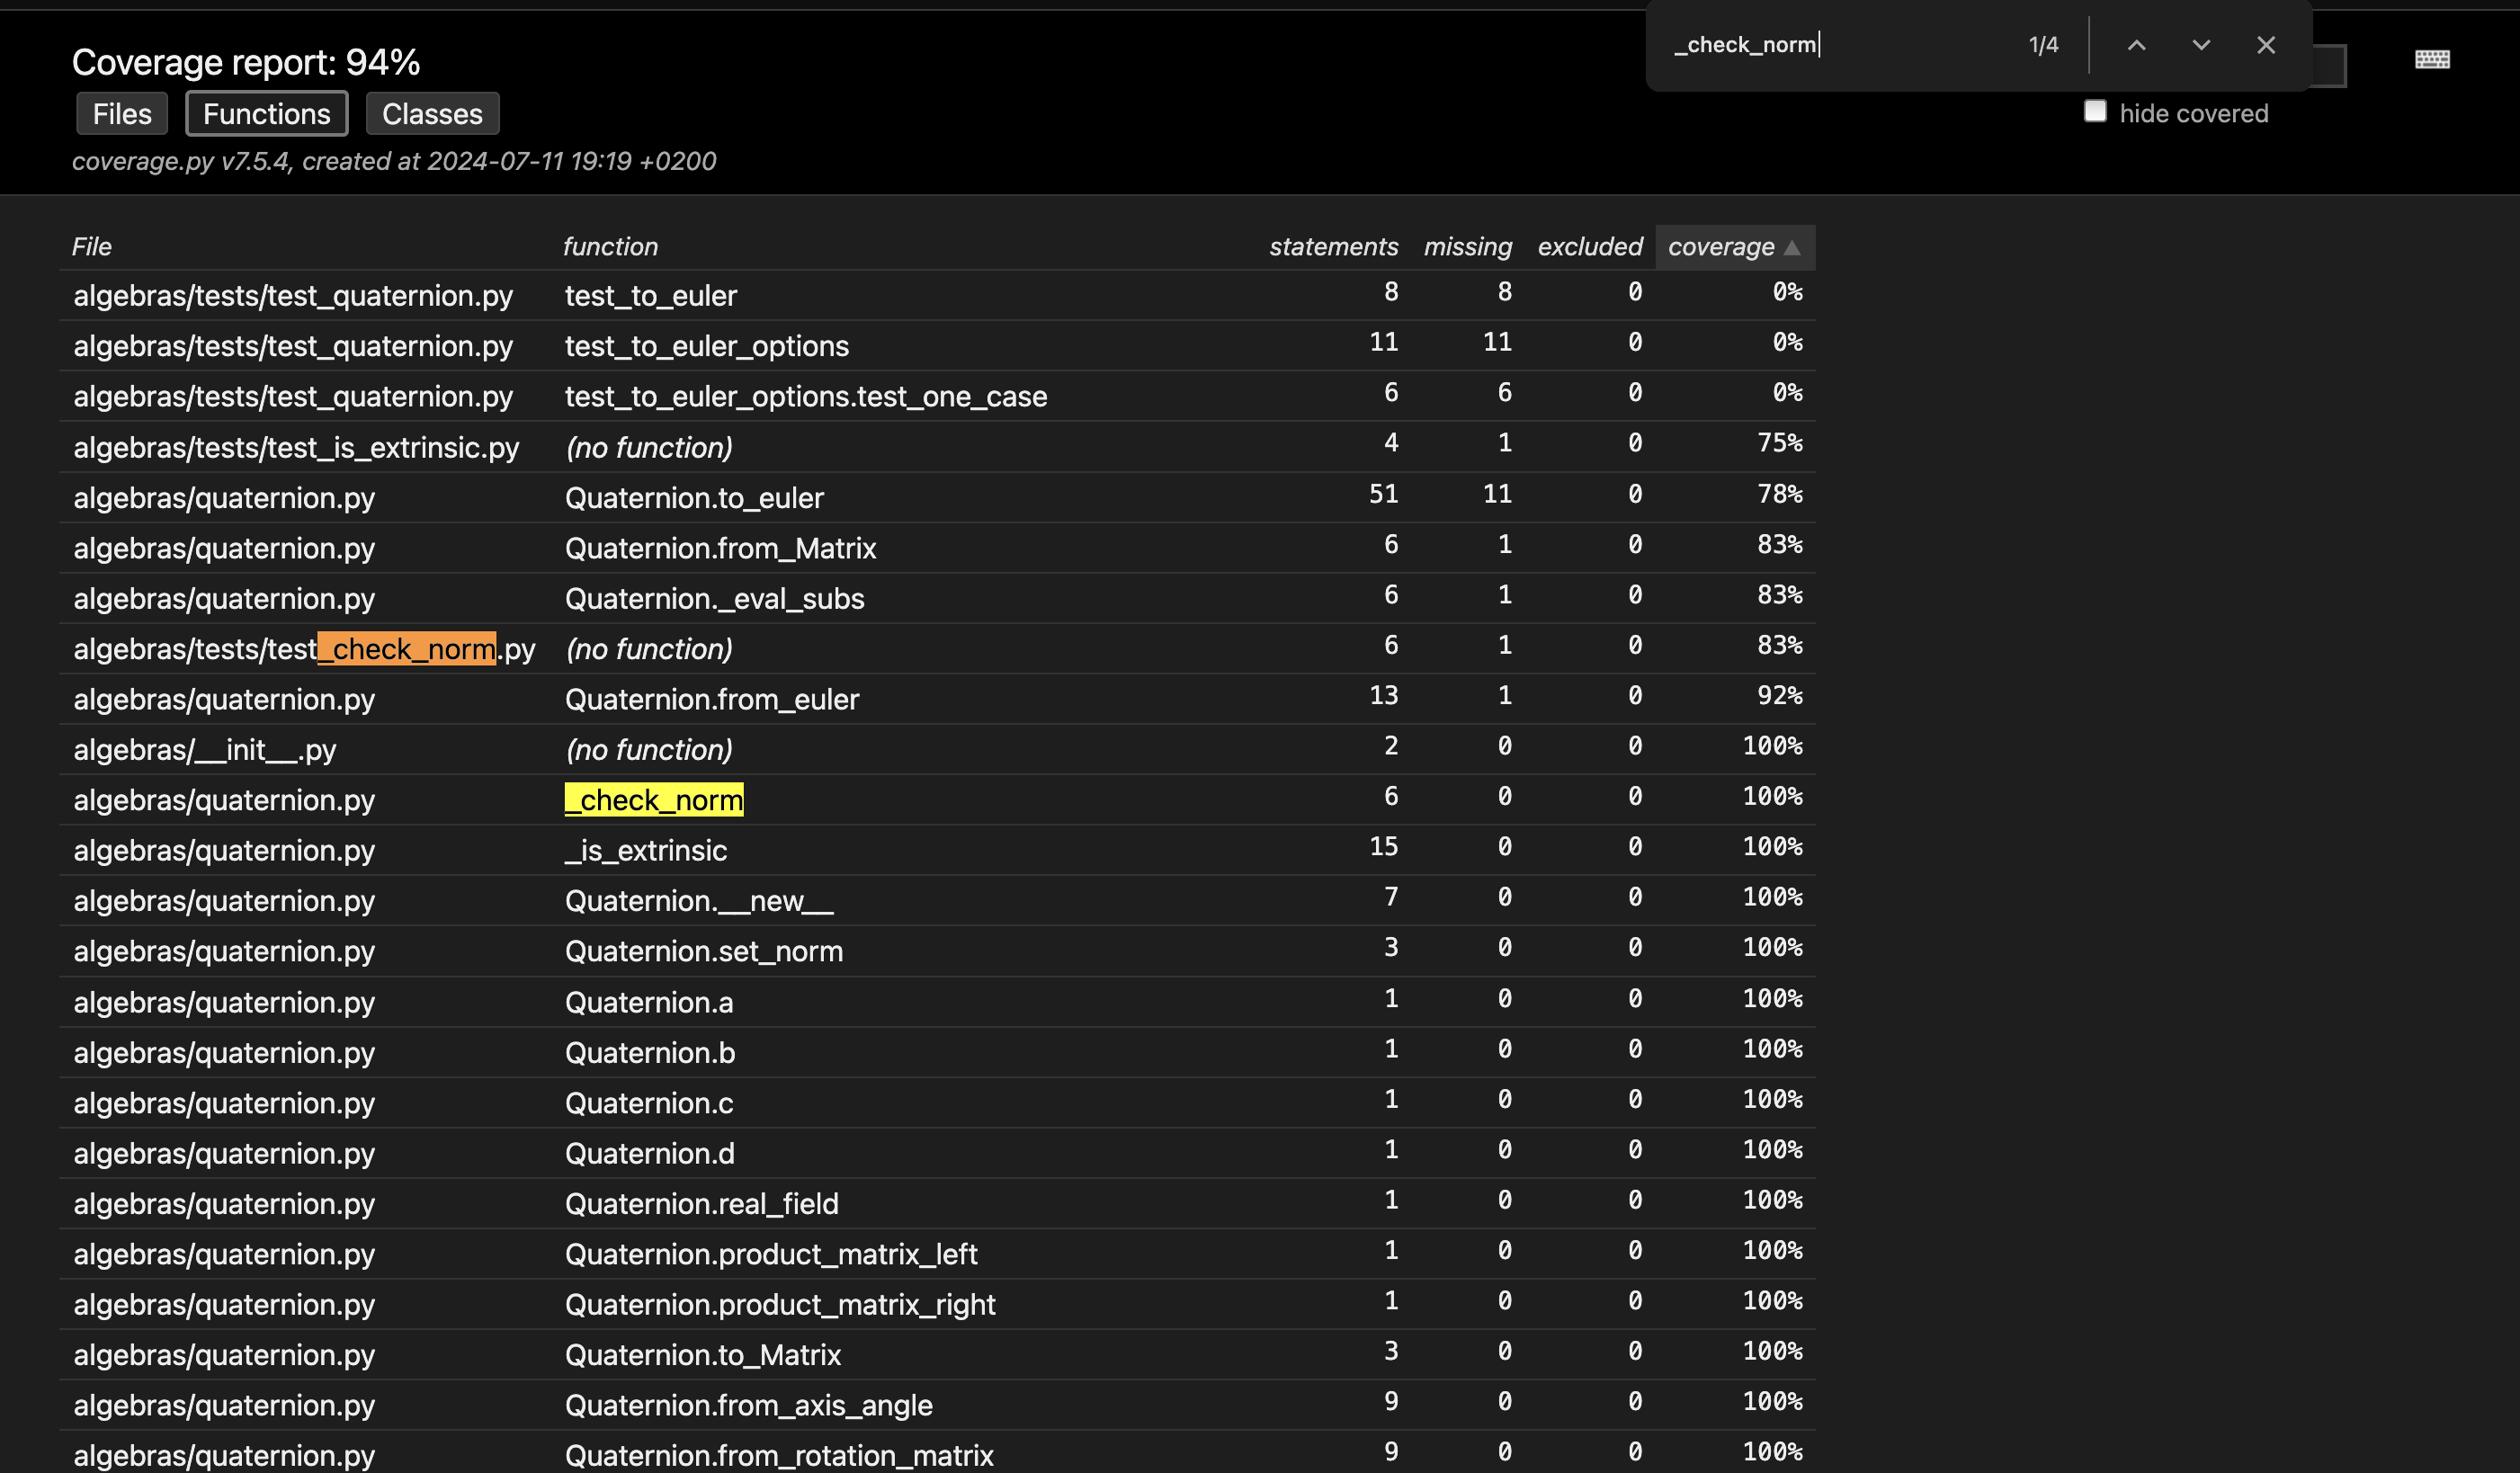 _check_norm 1/4
Coverage report: 94%
Files Functions Classes
hide covered
coverage.py v7.5.4, created at 2024-07-11 19:19 +0200
File function statements missing excluded coverage ▲
algebras/tests/test_quaternion.py test_to_euler 8 8 0 0%
algebras/tests/test_quaternion.py test_to_euler_options 11 11 0 0%
algebras/tests/test_quaternion.py test_to_euler_options.test_one_case 6 6 0 0%
algebras/tests/test_is_extrinsic.py (no function) 4 1 0 75%
algebras/quaternion.py Quaternion.to_euler 51 11 0 78%
algebras/quaternion.py Quaternion.from_Matrix 6 1 0 83%
algebras/quaternion.py Quaternion._eval_subs 6 1 0 83%
algebras/tests/test_check_norm.py (no function) 6 1 0 83%
algebras/quaternion.py Quaternion.from_euler 13 1 0 92%
algebras/__init__.py (no function) 2 0 0 100%
algebras/quaternion.py _check_norm 6 0 0 100%
algebras/quaternion.py _is_extrinsic 15 0 0 100%
algebras/quaternion.py Quaternion.__new__ 7 0 0 100%
algebras/quaternion.py Quaternion.set_norm 3 0 0 100%
algebras/quaternion.py Quaternion.a 1 0 0 100%
algebras/quaternion.py Quaternion.b 1 0 0 100%
algebras/quaternion.py Quaternion.c 1 0 0 100%
algebras/quaternion.py Quaternion.d 1 0 0 100%
algebras/quaternion.py Quaternion.real_field 1 0 0 100%
algebras/quaternion.py Quaternion.product_matrix_left 1 0 0 100%
algebras/quaternion.py Quaternion.product_matrix_right 1 0 0 100%
algebras/quaternion.py Quaternion.to_Matrix 3 0 0 100%
algebras/quaternion.py Quaternion.from_axis_angle 9 0 0 100%
algebras/quaternion.py Quaternion.from_rotation_matrix 9 0 0 100%